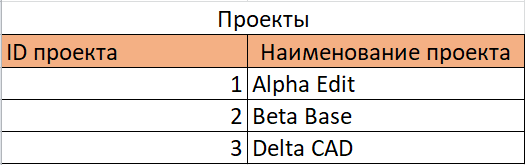 Проекты
ID проекта Наименование проекта
1 Alpha Edit
2 Beta Base
3 Delta CAD